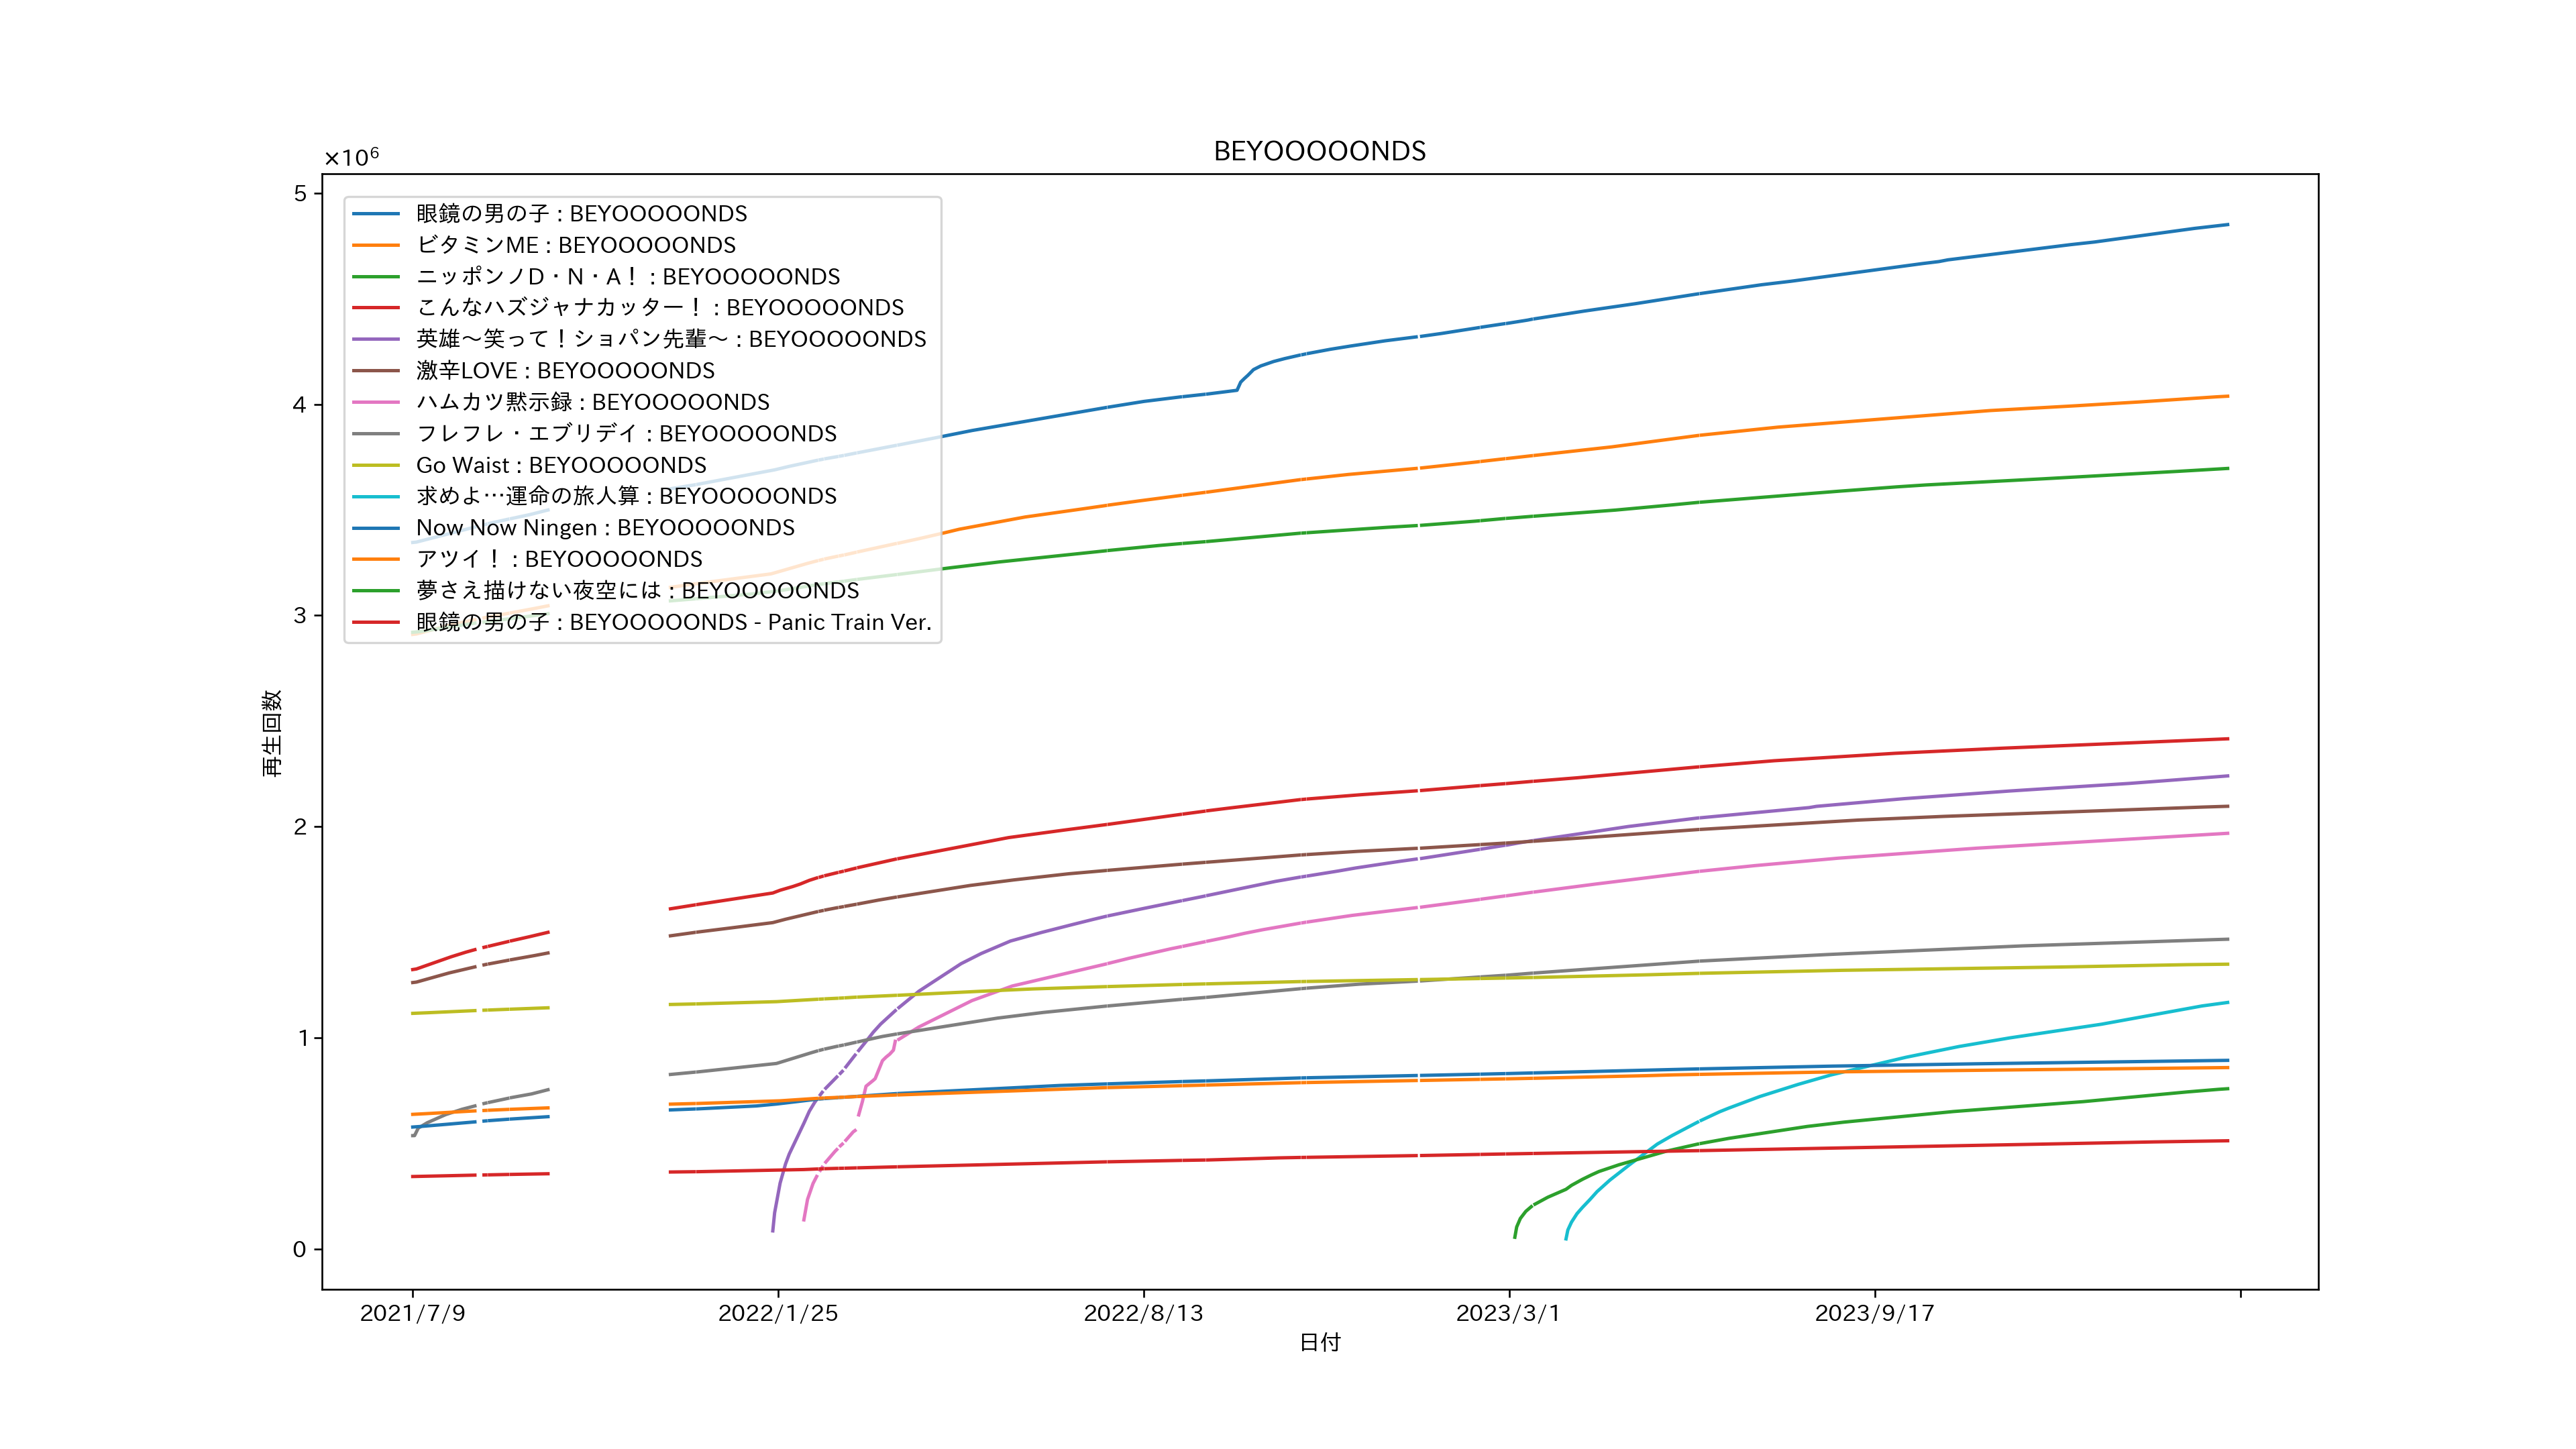 BEYOOOOONDS
×10⁶
5
4
3
2
1
0
再生回数
眼鏡の男の子 : BEYOOOOONDS
ビタミンME : BEYOOOOONDS
ニッポンノD・N・A！ : BEYOOOOONDS
こんなハズジャナカッター！ : BEYOOOOONDS
英雄～笑って！ショパン先輩～ : BEYOOOOONDS
激辛LOVE : BEYOOOOONDS
ハムカツ黙示録 : BEYOOOOONDS
フレフレ・エブリデイ : BEYOOOOONDS
Go Waist : BEYOOOOONDS
求めよ…運命の旅人算 : BEYOOOOONDS
Now Now Ningen : BEYOOOOONDS
アツイ！ : BEYOOOOONDS
夢さえ描けない夜空には : BEYOOOOONDS
眼鏡の男の子 : BEYOOOOONDS - Panic Train Ver.
2021/7/9
2022/1/25
2022/8/13
2023/3/1
2023/9/17
日付